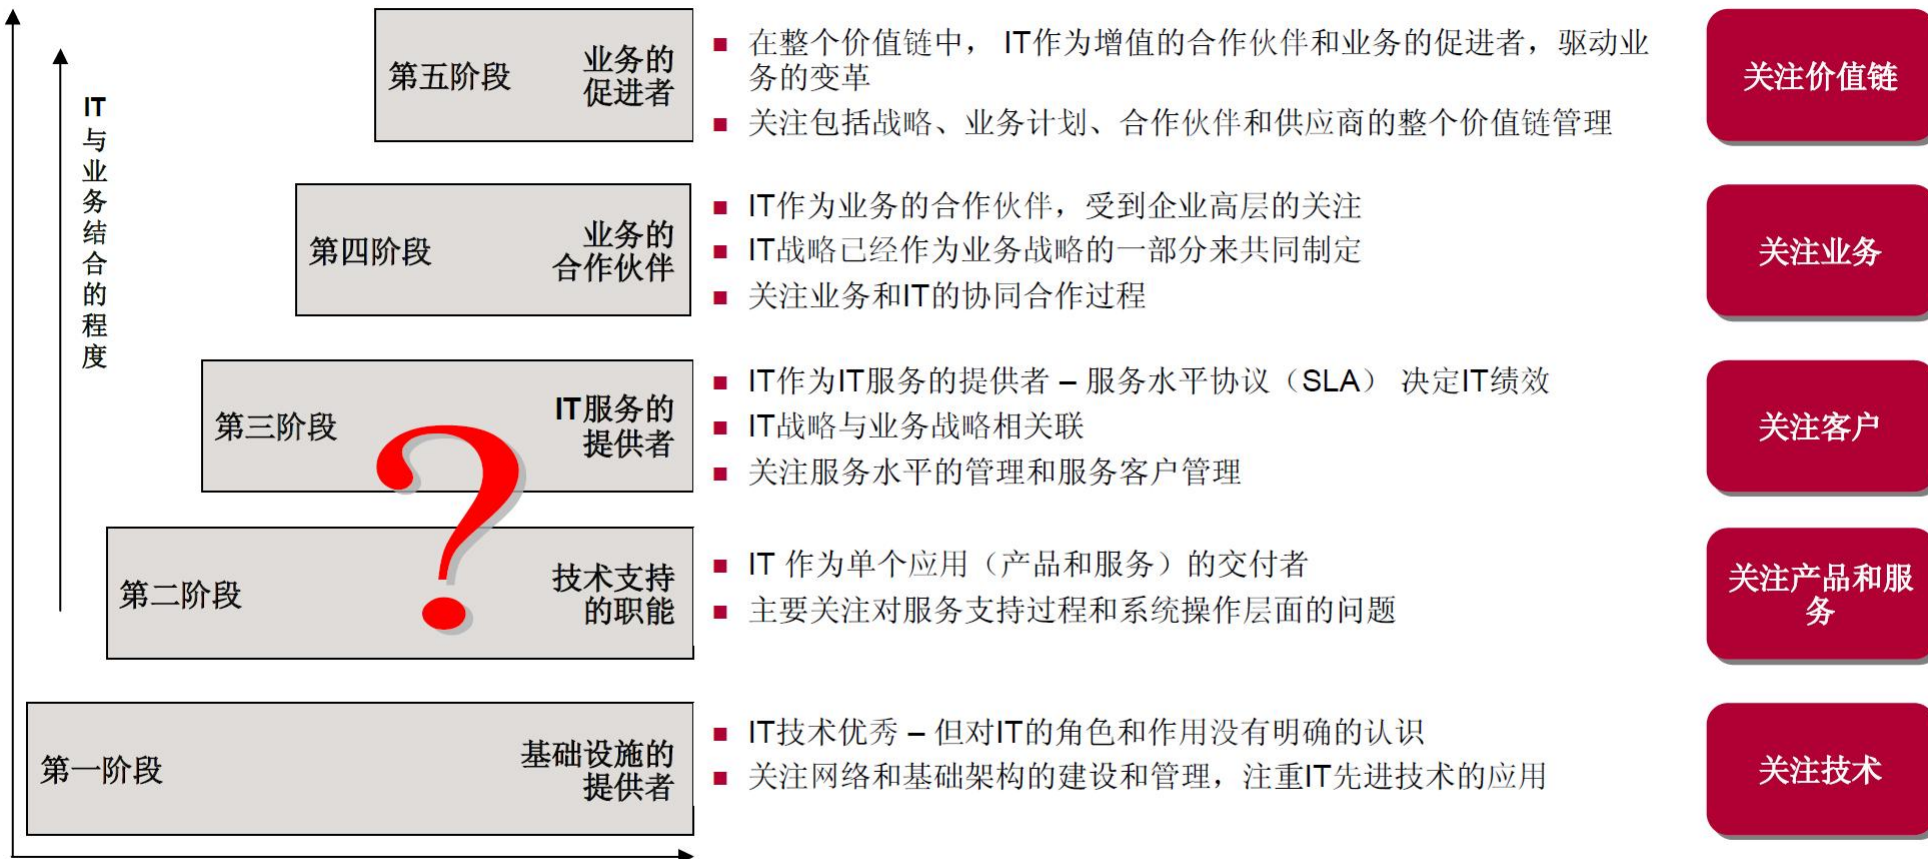 IT
与
业
务
结
合
的
程
度
第五阶段
业务的
促进者
在整个价值链中， IT作为增值的合作伙伴和业务的促进者，驱动业
务的变革
关注包括战略、业务计划、合作伙伴和供应商的整个价值链管理
关注价值链
第四阶段
业务的
合作伙伴
IT作为业务的合作伙伴，受到企业高层的关注
IT战略已经作为业务战略的一部分来共同制定
关注业务和IT的协同合作过程
关注业务
第三阶段
IT服务的
提供者
IT作为IT服务的提供者 – 服务水平协议（SLA） 决定IT绩效
IT战略与业务战略相关联
关注服务水平的管理和服务客户管理
关注客户
?
第二阶段
技术支持
的职能
IT 作为单个应用（产品和服务）的交付者
主要关注对服务支持过程和系统操作层面的问题
关注产品和服
务
第一阶段
基础设施的
提供者
IT技术优秀 – 但对IT的角色和作用没有明确的认识
关注网络和基础架构的建设和管理，注重IT先进技术的应用
关注技术